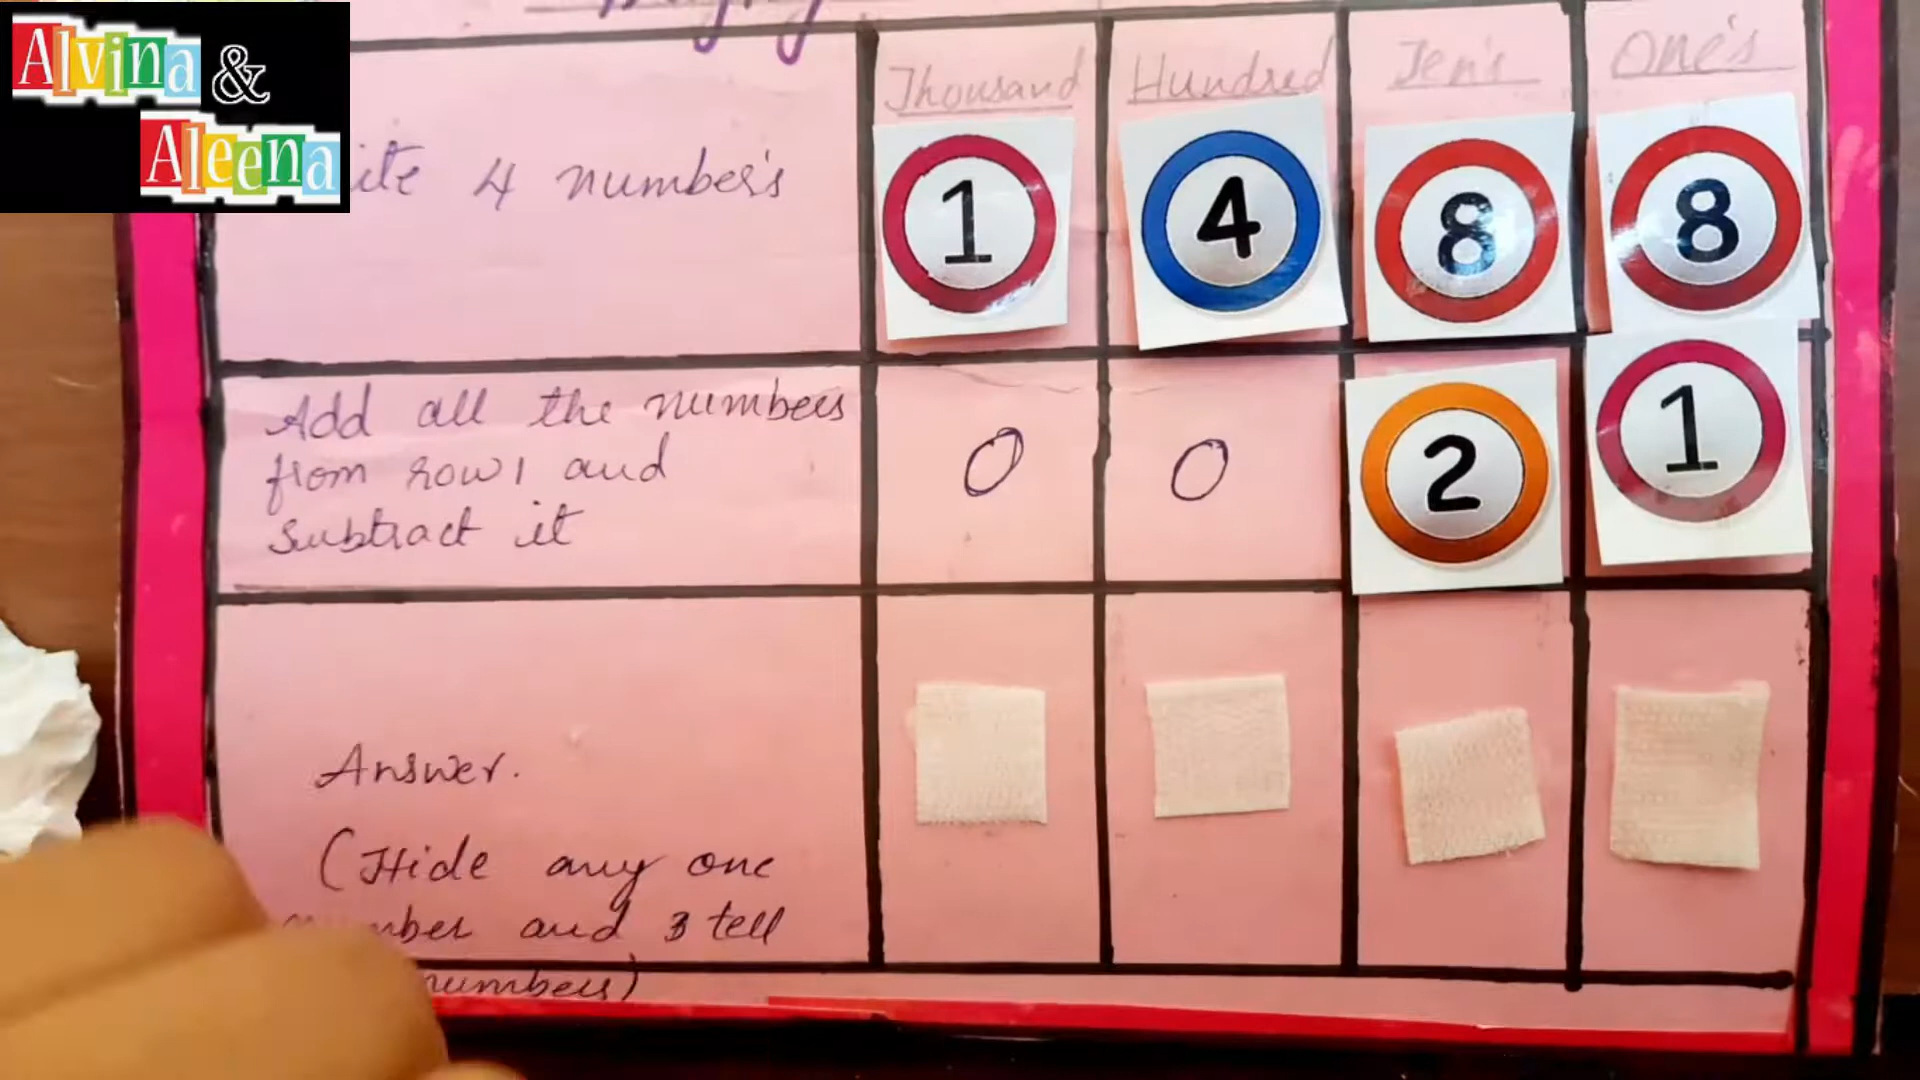 Alvina &
Aleena
Thousand Hundred Ten's One's
ite 4 number's 1 4 8 8
Add all the numbers
from row 1 and
Subtract it 0 0 2 1
Answer.
(Hide any one
number and 3 tell
numbers)